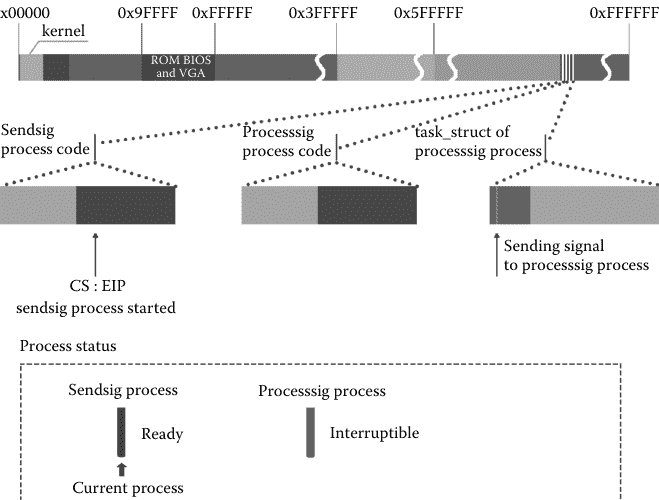 x00000 0x9FFFF 0xFFFFF 0x3FFFFF 0x5FFFFF 0xFFFFFF
kernel
ROM BIOS
and VGA
Sendsig
process code
Processsig
process code
task_struct of
processsig process
Sending signal
to processsig process
CS : EIP
sendsig process started
Process status
Sendsig process
Processsig process
Ready
Interruptible
Current process